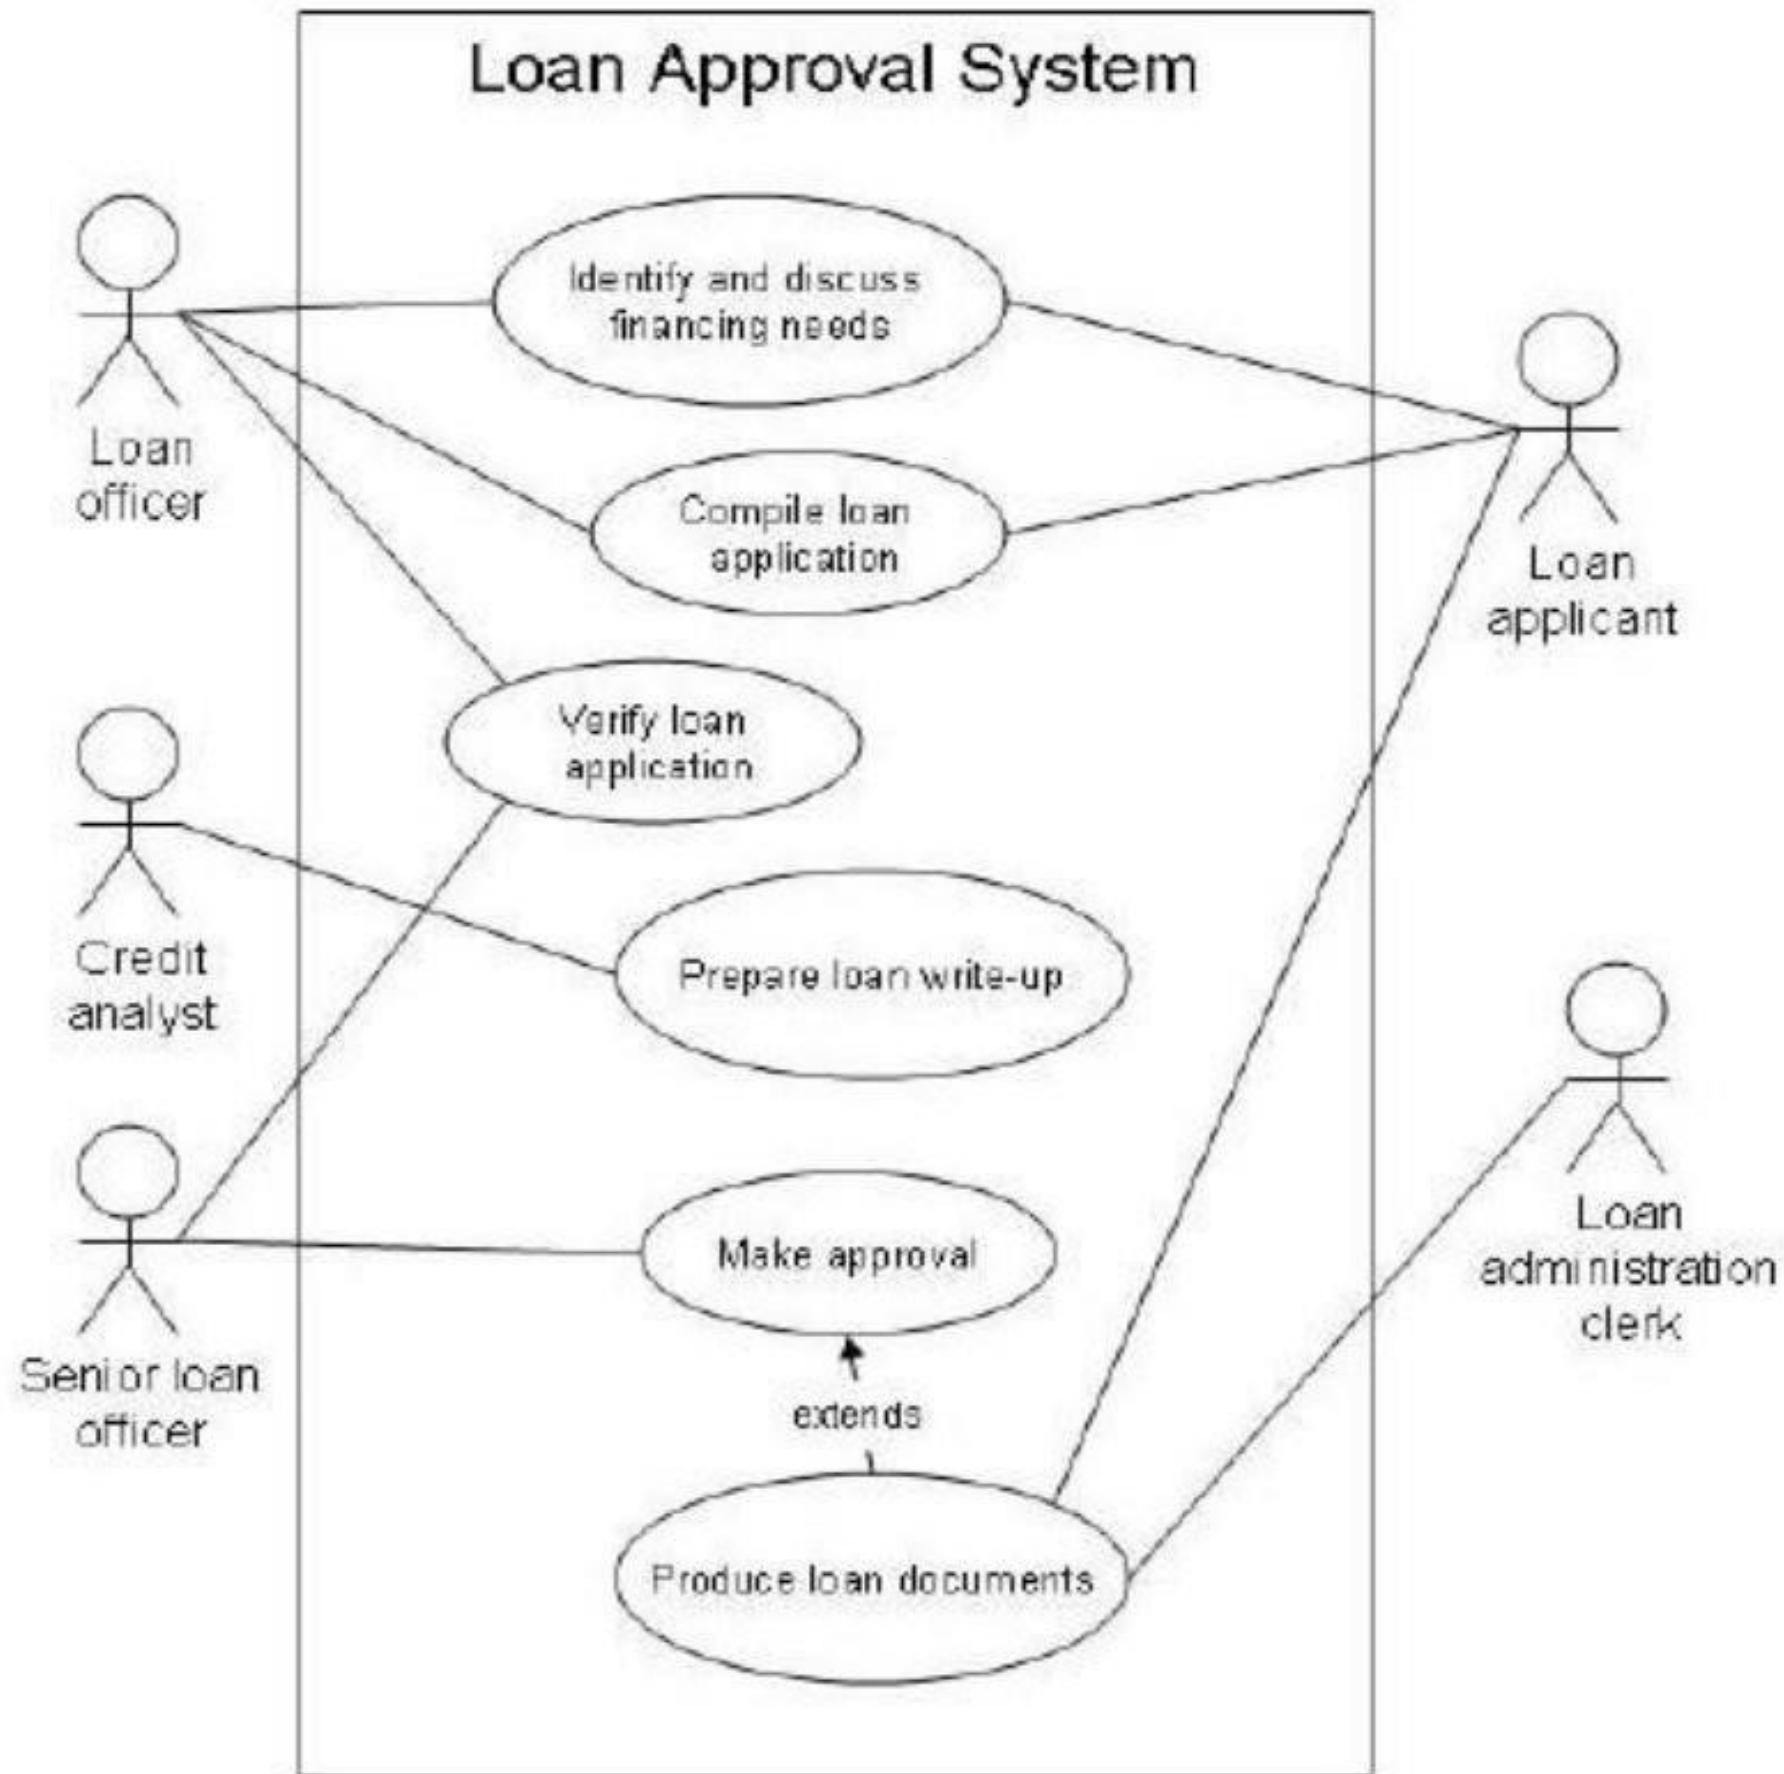 Loan Approval System
Identify and discuss
financing needs
Loan
officer
Compile loan
application
Loan
applicant
Verify loan
application
Credit
analyst
Prepare loan write-up
Loan
administration
clerk
Make approval
Senior loan
officer
extends
Produce loan documents